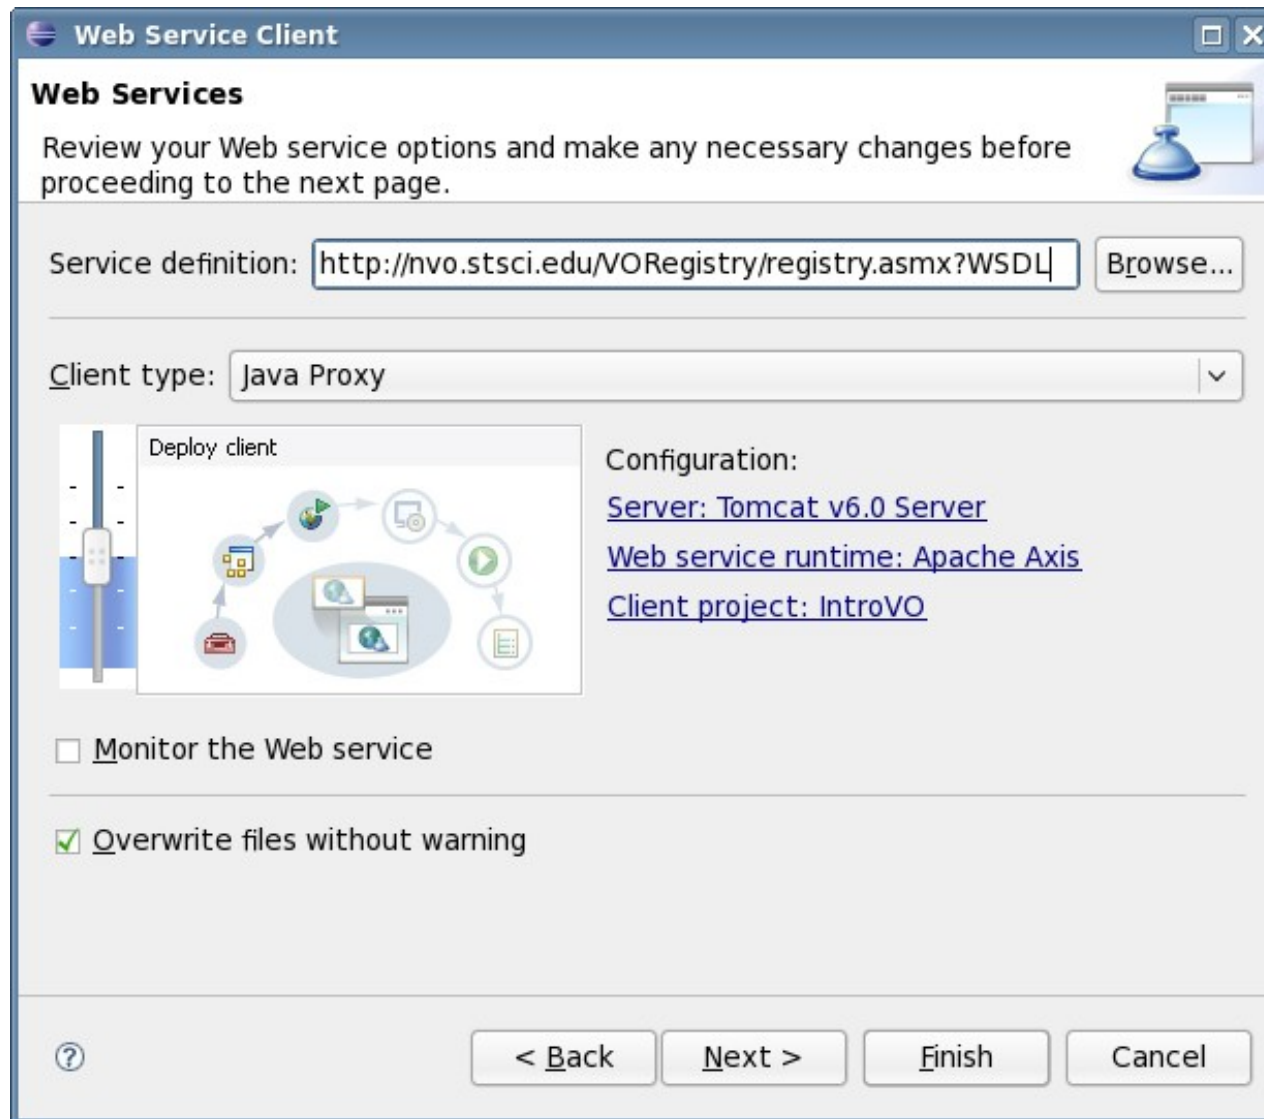 Web Service Client
Web Services
Review your Web service options and make any necessary changes before
proceeding to the next page.
Service definition: http://nvo.stsci.edu/VORegistry/registry.asmx?WSDL Browse...
Client type: Java Proxy
Deploy client
Configuration:
Server: Tomcat v6.0 Server
Web service runtime: Apache Axis
Client project: IntroVO
Monitor the Web service
Overwrite files without warning
? < Back Next > Finish Cancel